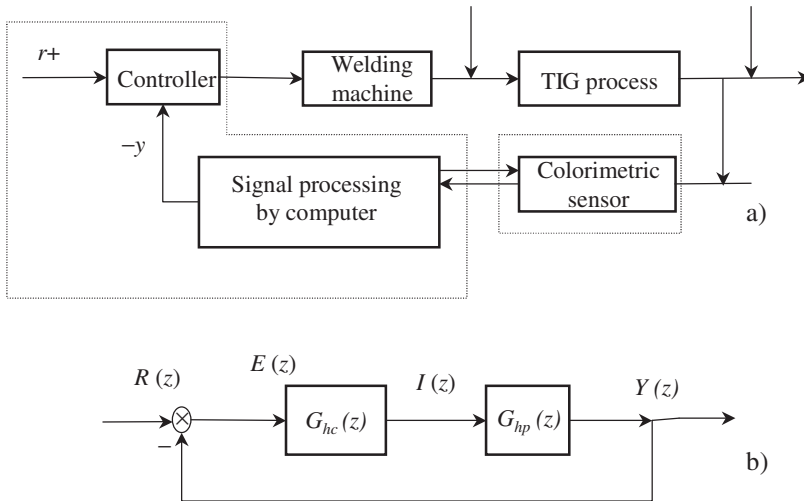 r+
Controller
Welding
machine
TIG process
−y
Signal processing
by computer
Colorimetric
sensor
a)
R (z)
E (z)
G_hc (z)
I (z)
G_hp (z)
Y (z)
−
b)